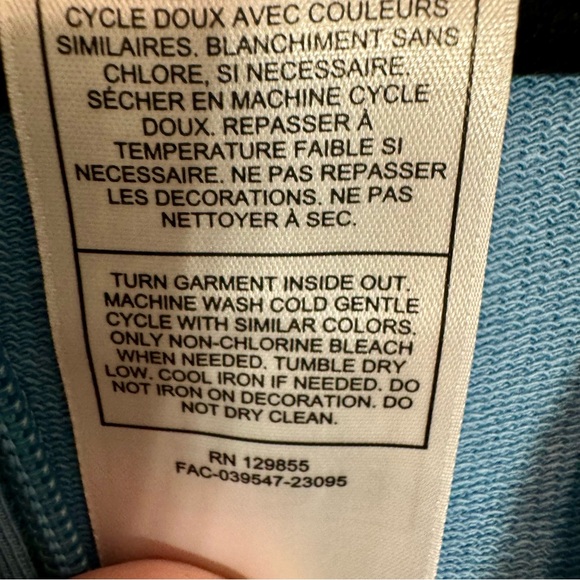 CYCLE DOUX AVEC COULEURS
SIMILAIRES. BLANCHIMENT SANS
CHLORE, SI NECESSAIRE.
SÉCHER EN MACHINE CYCLE
DOUX. REPASSER À
TEMPERATURE FAIBLE SI
NECESSAIRE. NE PAS REPASSER
LES DECORATIONS. NE PAS
NETTOYER À SEC.
TURN GARMENT INSIDE OUT.
MACHINE WASH COLD GENTLE
CYCLE WITH SIMILAR COLORS.
ONLY NON-CHLORINE BLEACH
WHEN NEEDED. TUMBLE DRY
LOW. COOL IRON IF NEEDED. DO
NOT IRON ON DECORATION. DO
NOT DRY CLEAN.
RN 129855
FAC-039547-23095